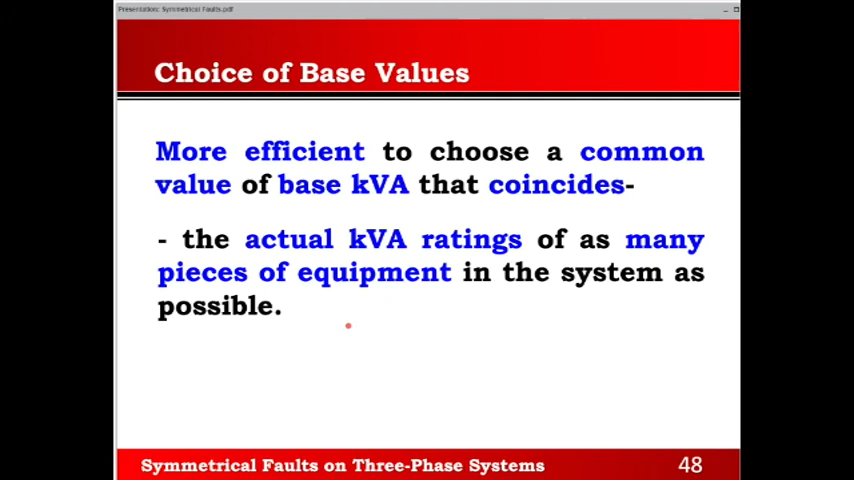 Presentation: Symmetrical Faults.pdf
Choice of Base Values
More efficient to choose a common
value of base kVA that coincides-
- the actual kVA ratings of as many
pieces of equipment in the system as
possible.
Symmetrical Faults on Three-Phase Systems 48